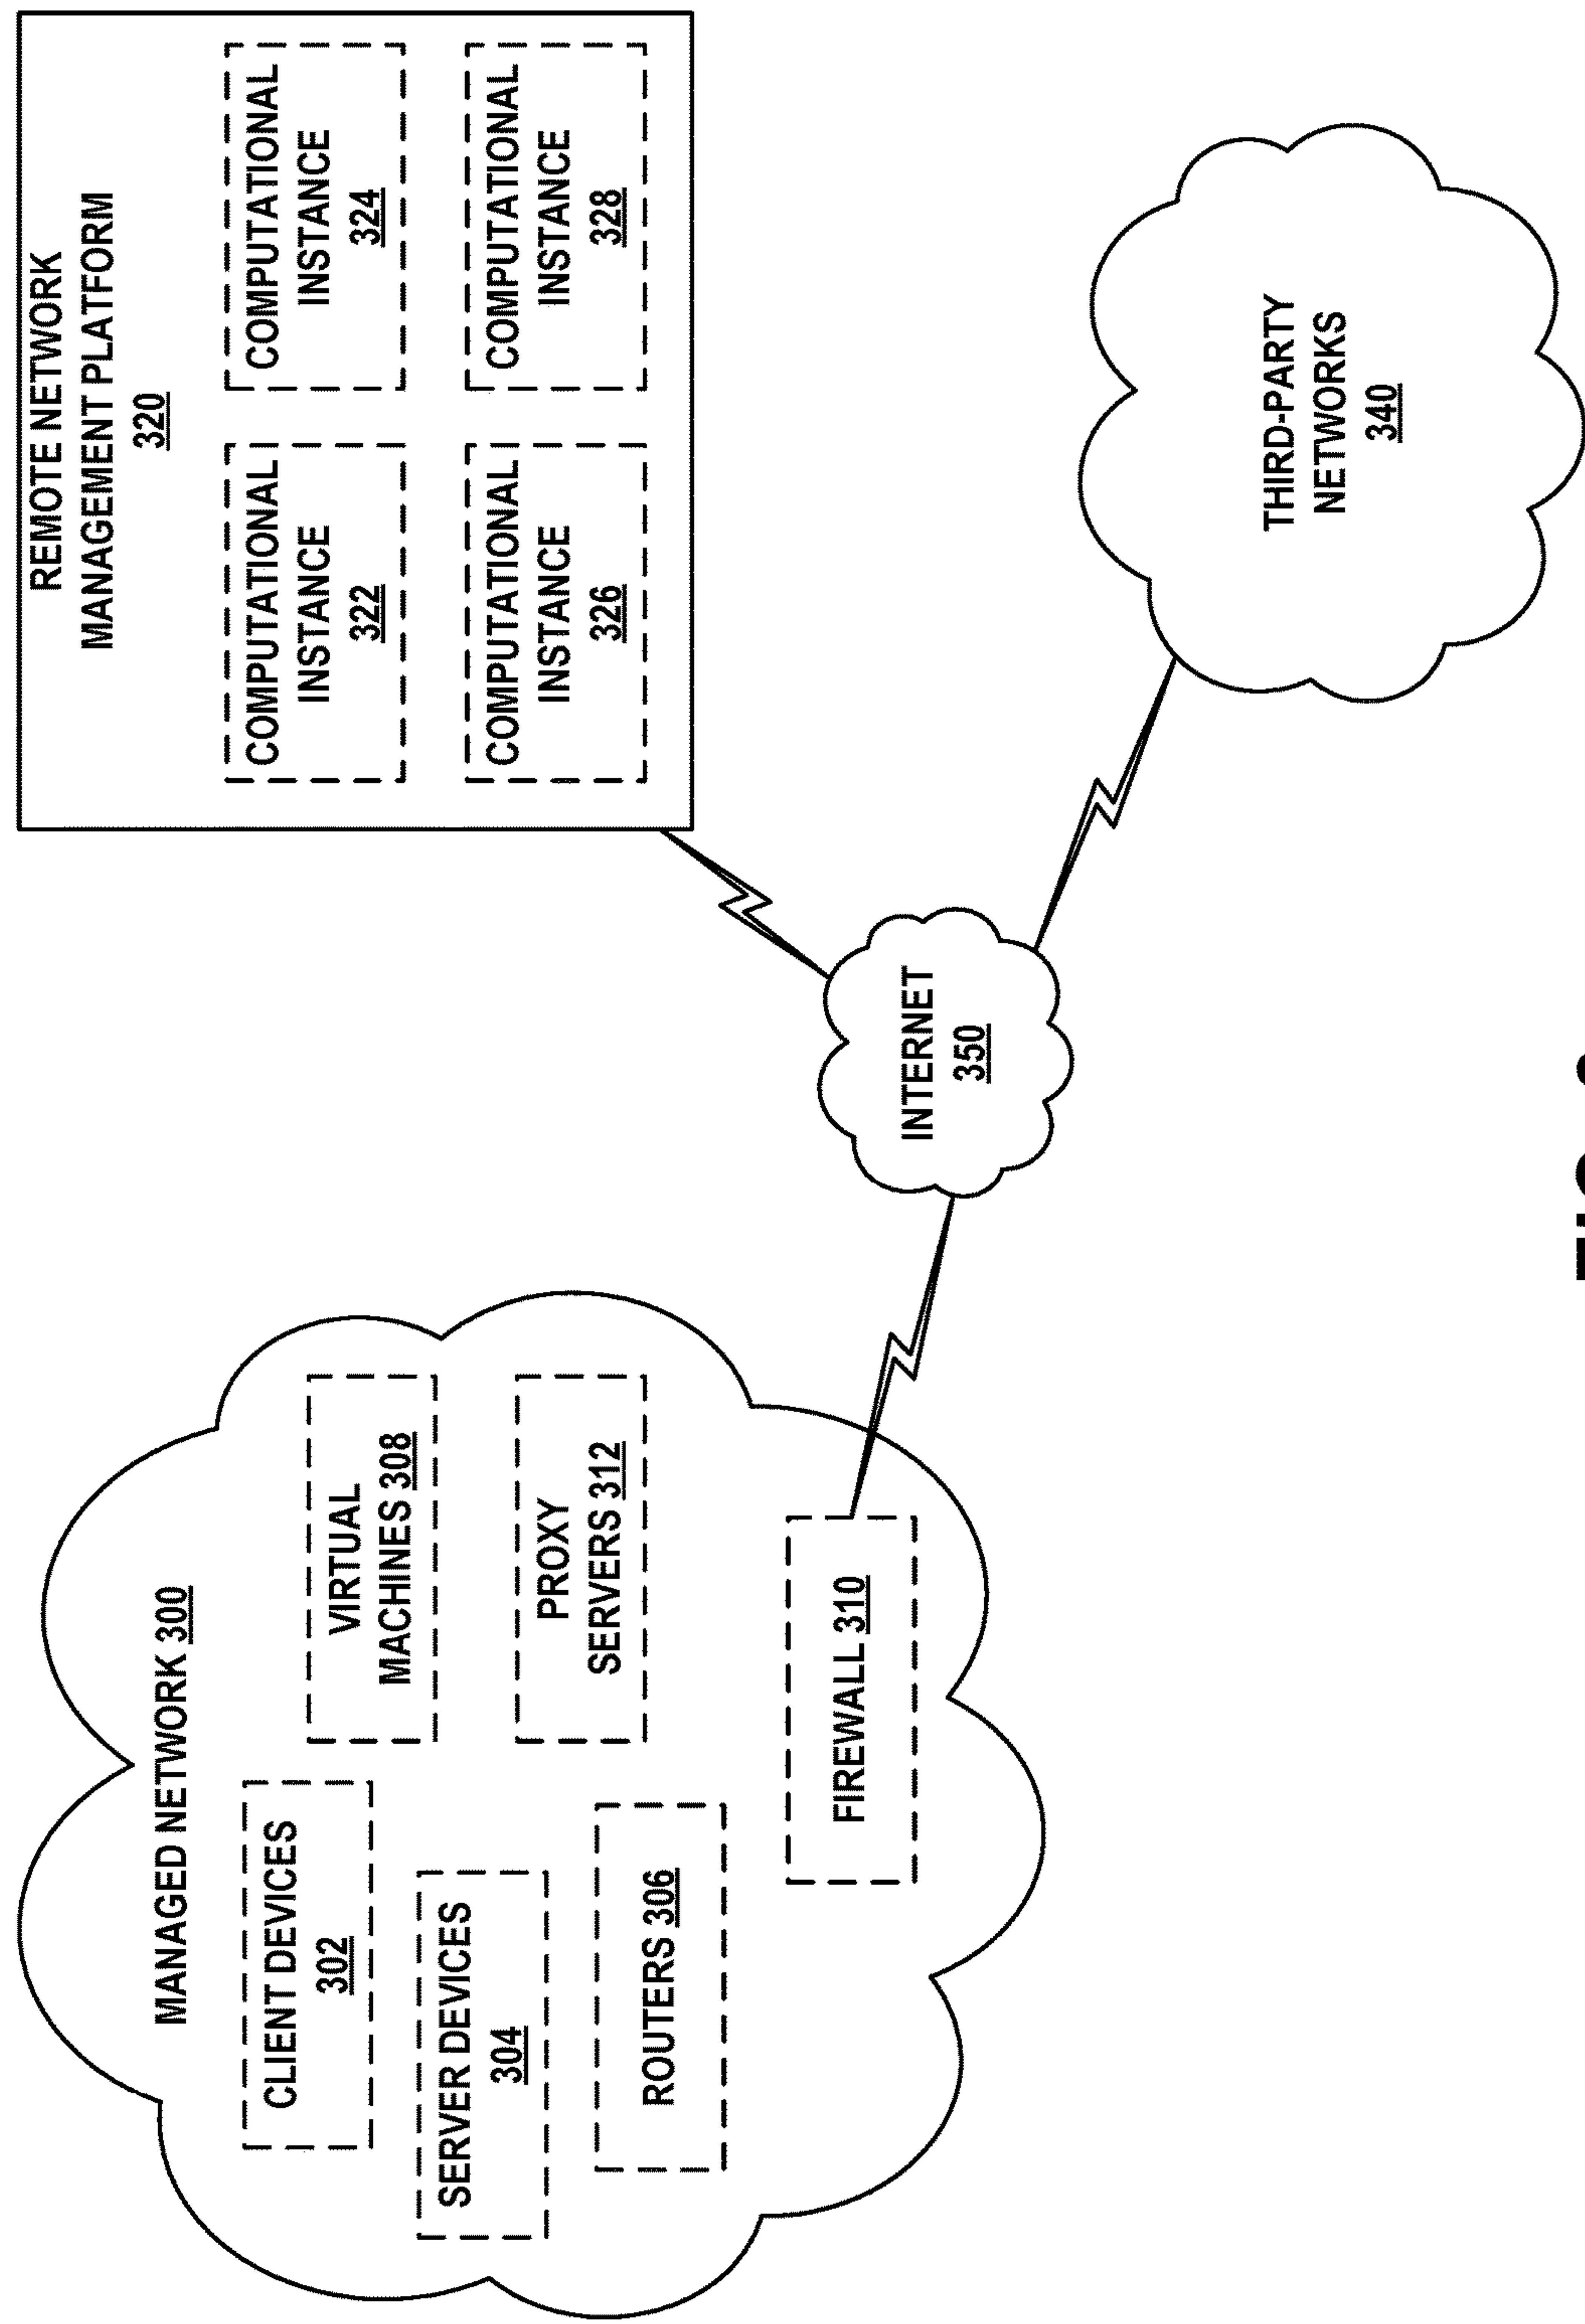 MANAGED NETWORK 300
CLIENT DEVICES
302
SERVER DEVICES
304
ROUTERS 306
VIRTUAL
MACHINES 308
PROXY
SERVERS 312
FIREWALL 310
REMOTE NETWORK
MANAGEMENT PLATFORM
320
COMPUTATIONAL
INSTANCE
322
COMPUTATIONAL
INSTANCE
324
COMPUTATIONAL
INSTANCE
326
COMPUTATIONAL
INSTANCE
328
INTERNET
350
THIRD-PARTY
NETWORKS
340